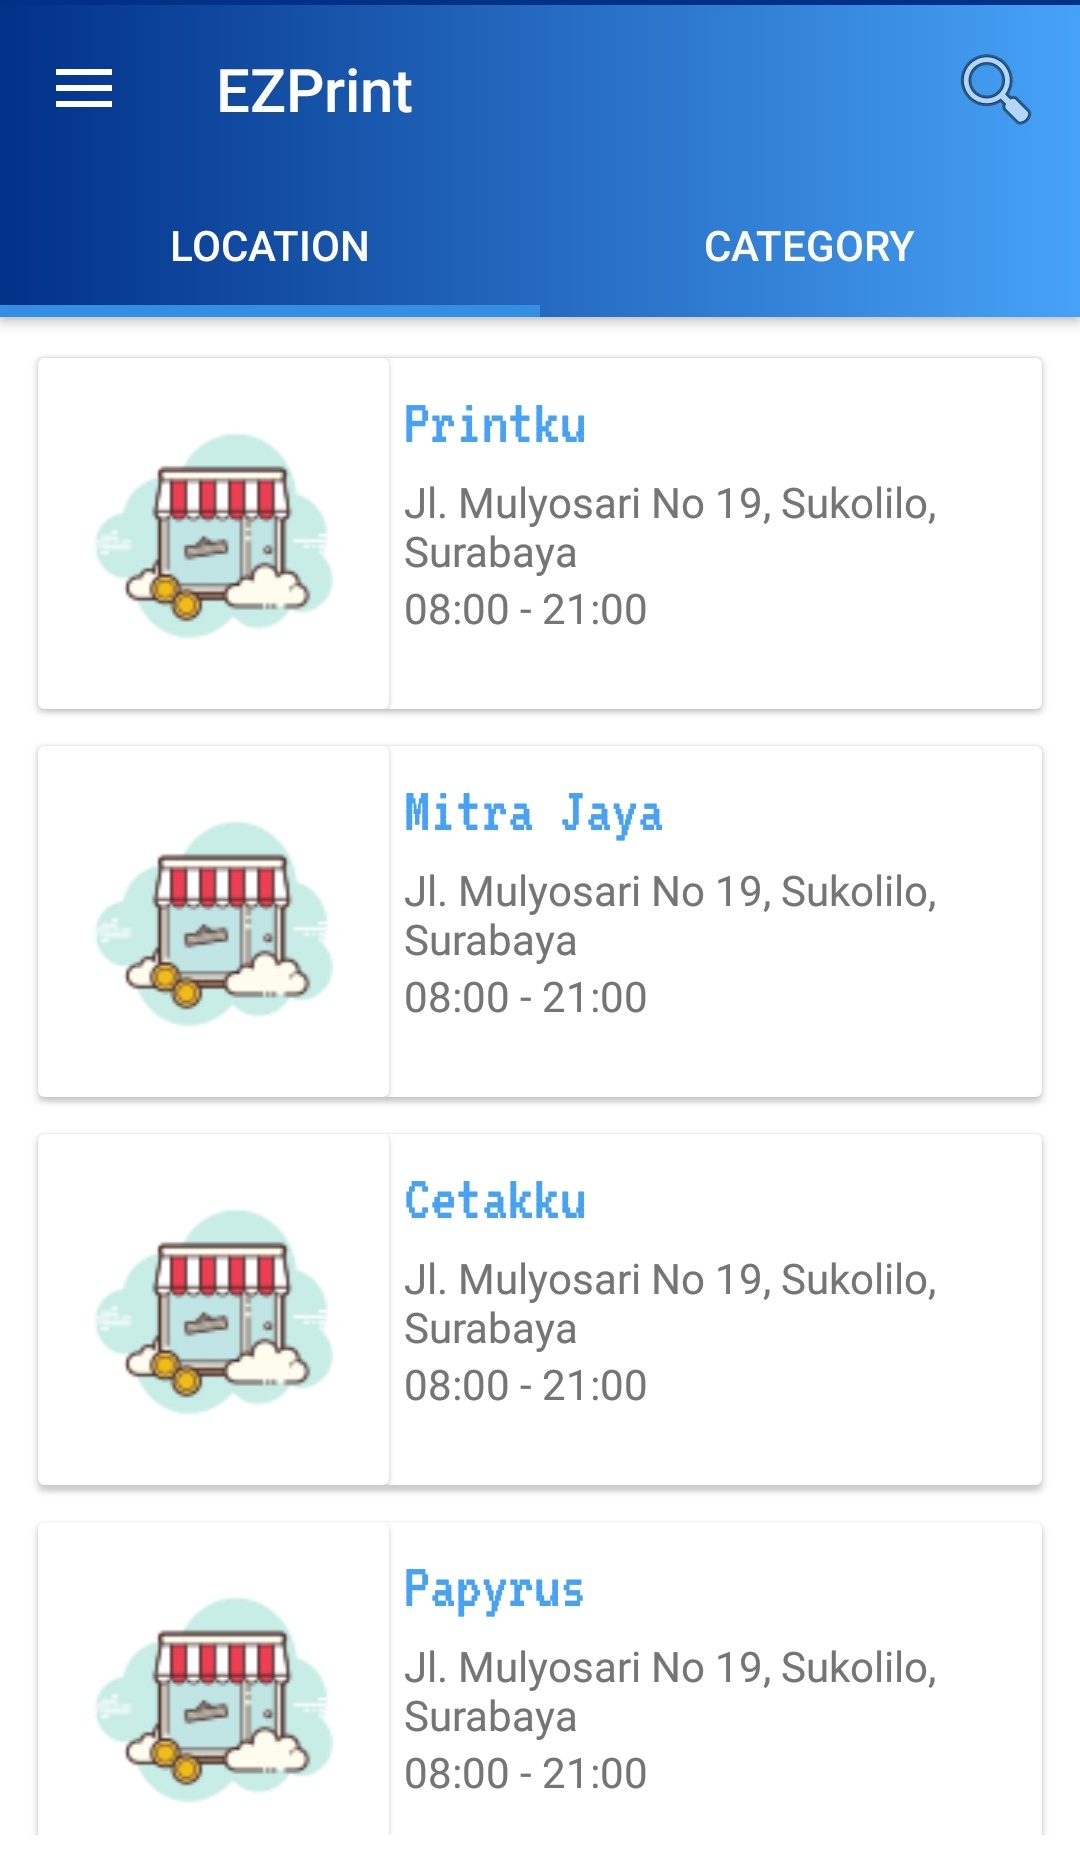 EZPrint
LOCATION
CATEGORY
Printku
Jl. Mulyosari No 19, Sukolilo,
Surabaya
08:00 - 21:00
Mitra Jaya
Jl. Mulyosari No 19, Sukolilo,
Surabaya
08:00 - 21:00
Cetakku
Jl. Mulyosari No 19, Sukolilo,
Surabaya
08:00 - 21:00
Papyrus
Jl. Mulyosari No 19, Sukolilo,
Surabaya
08:00 - 21:00